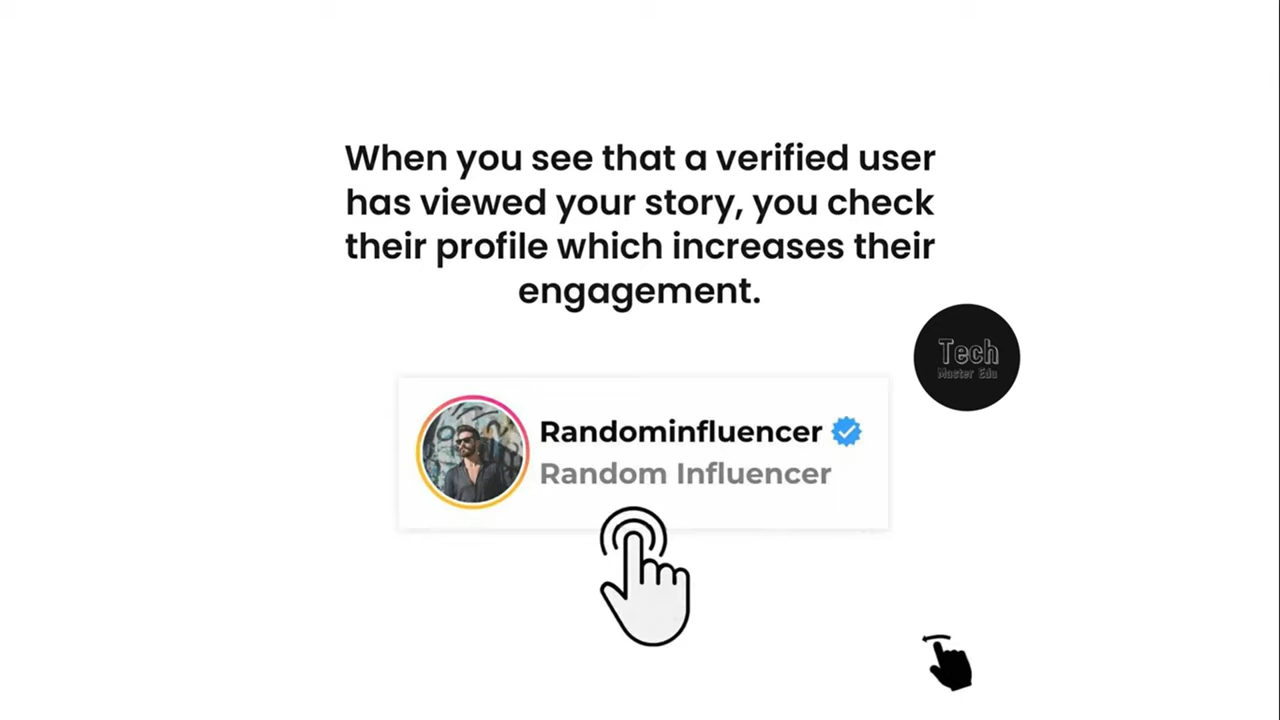 When you see that a verified user
has viewed your story, you check
their profile which increases their
engagement.
Tech
Master Edu
Randominfluencer
Random Influencer